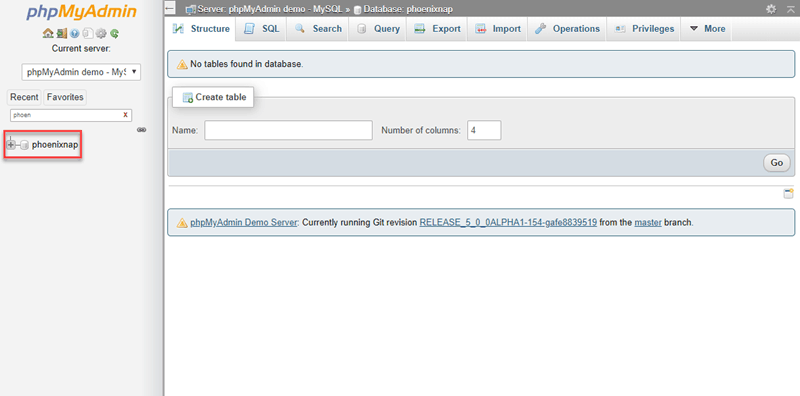 phpMyAdmin
Server: phpMyAdmin demo - MySQL » Database: phoenixnap
Structure SQL Search Query Export Import Operations Privileges More
Current server:
phpMyAdmin demo - MyS
Recent Favorites
phoen X
phoenixnap
No tables found in database.
Create table
Name: Number of columns: 4
Go
phpMyAdmin Demo Server: Currently running Git revision RELEASE_5_0_0ALPHA1-154-gafe8839519 from the master branch.